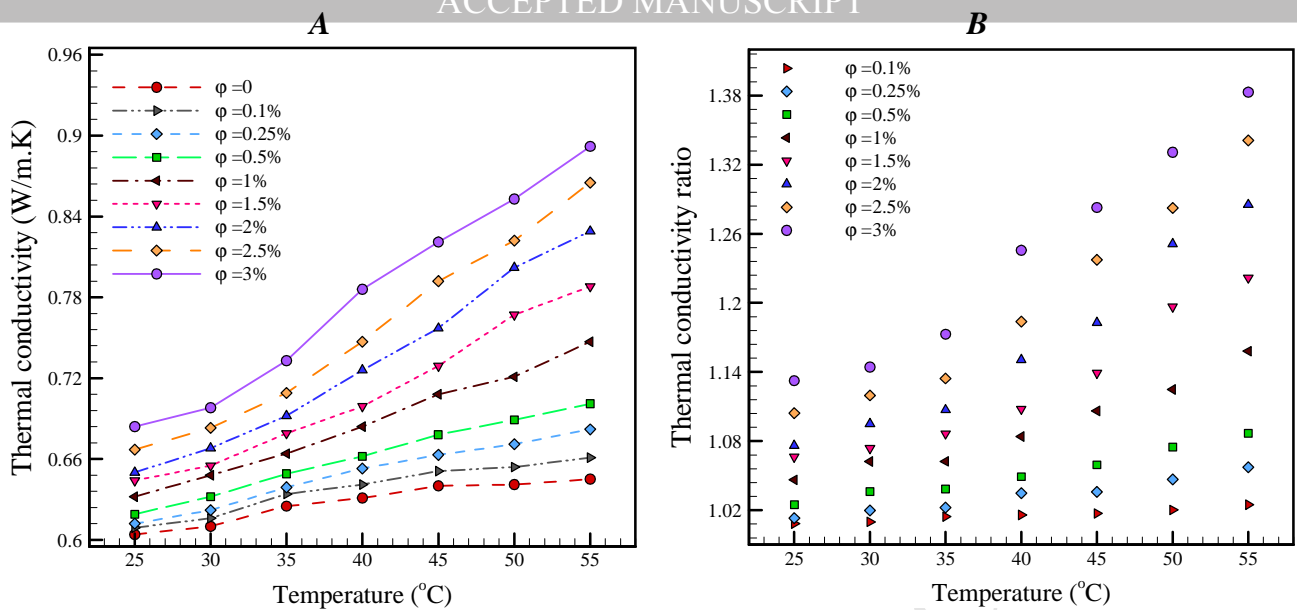 ACCEPTED MANUSCRIPT
A
0.96
0.9
0.84
0.78
0.72
0.66
0.6
Thermal conductivity (W/m.K)
φ =0
φ =0.1%
φ =0.25%
φ =0.5%
φ =1%
φ =1.5%
φ =2%
φ =2.5%
φ =3%
25 30 35 40 45 50 55
Temperature (°C)
B
1.38
1.32
1.26
1.2
1.14
1.08
1.02
Thermal conductivity ratio
φ =0.1%
φ =0.25%
φ =0.5%
φ =1%
φ =1.5%
φ =2%
φ =2.5%
φ =3%
25 30 35 40 45 50 55
Temperature (°C)